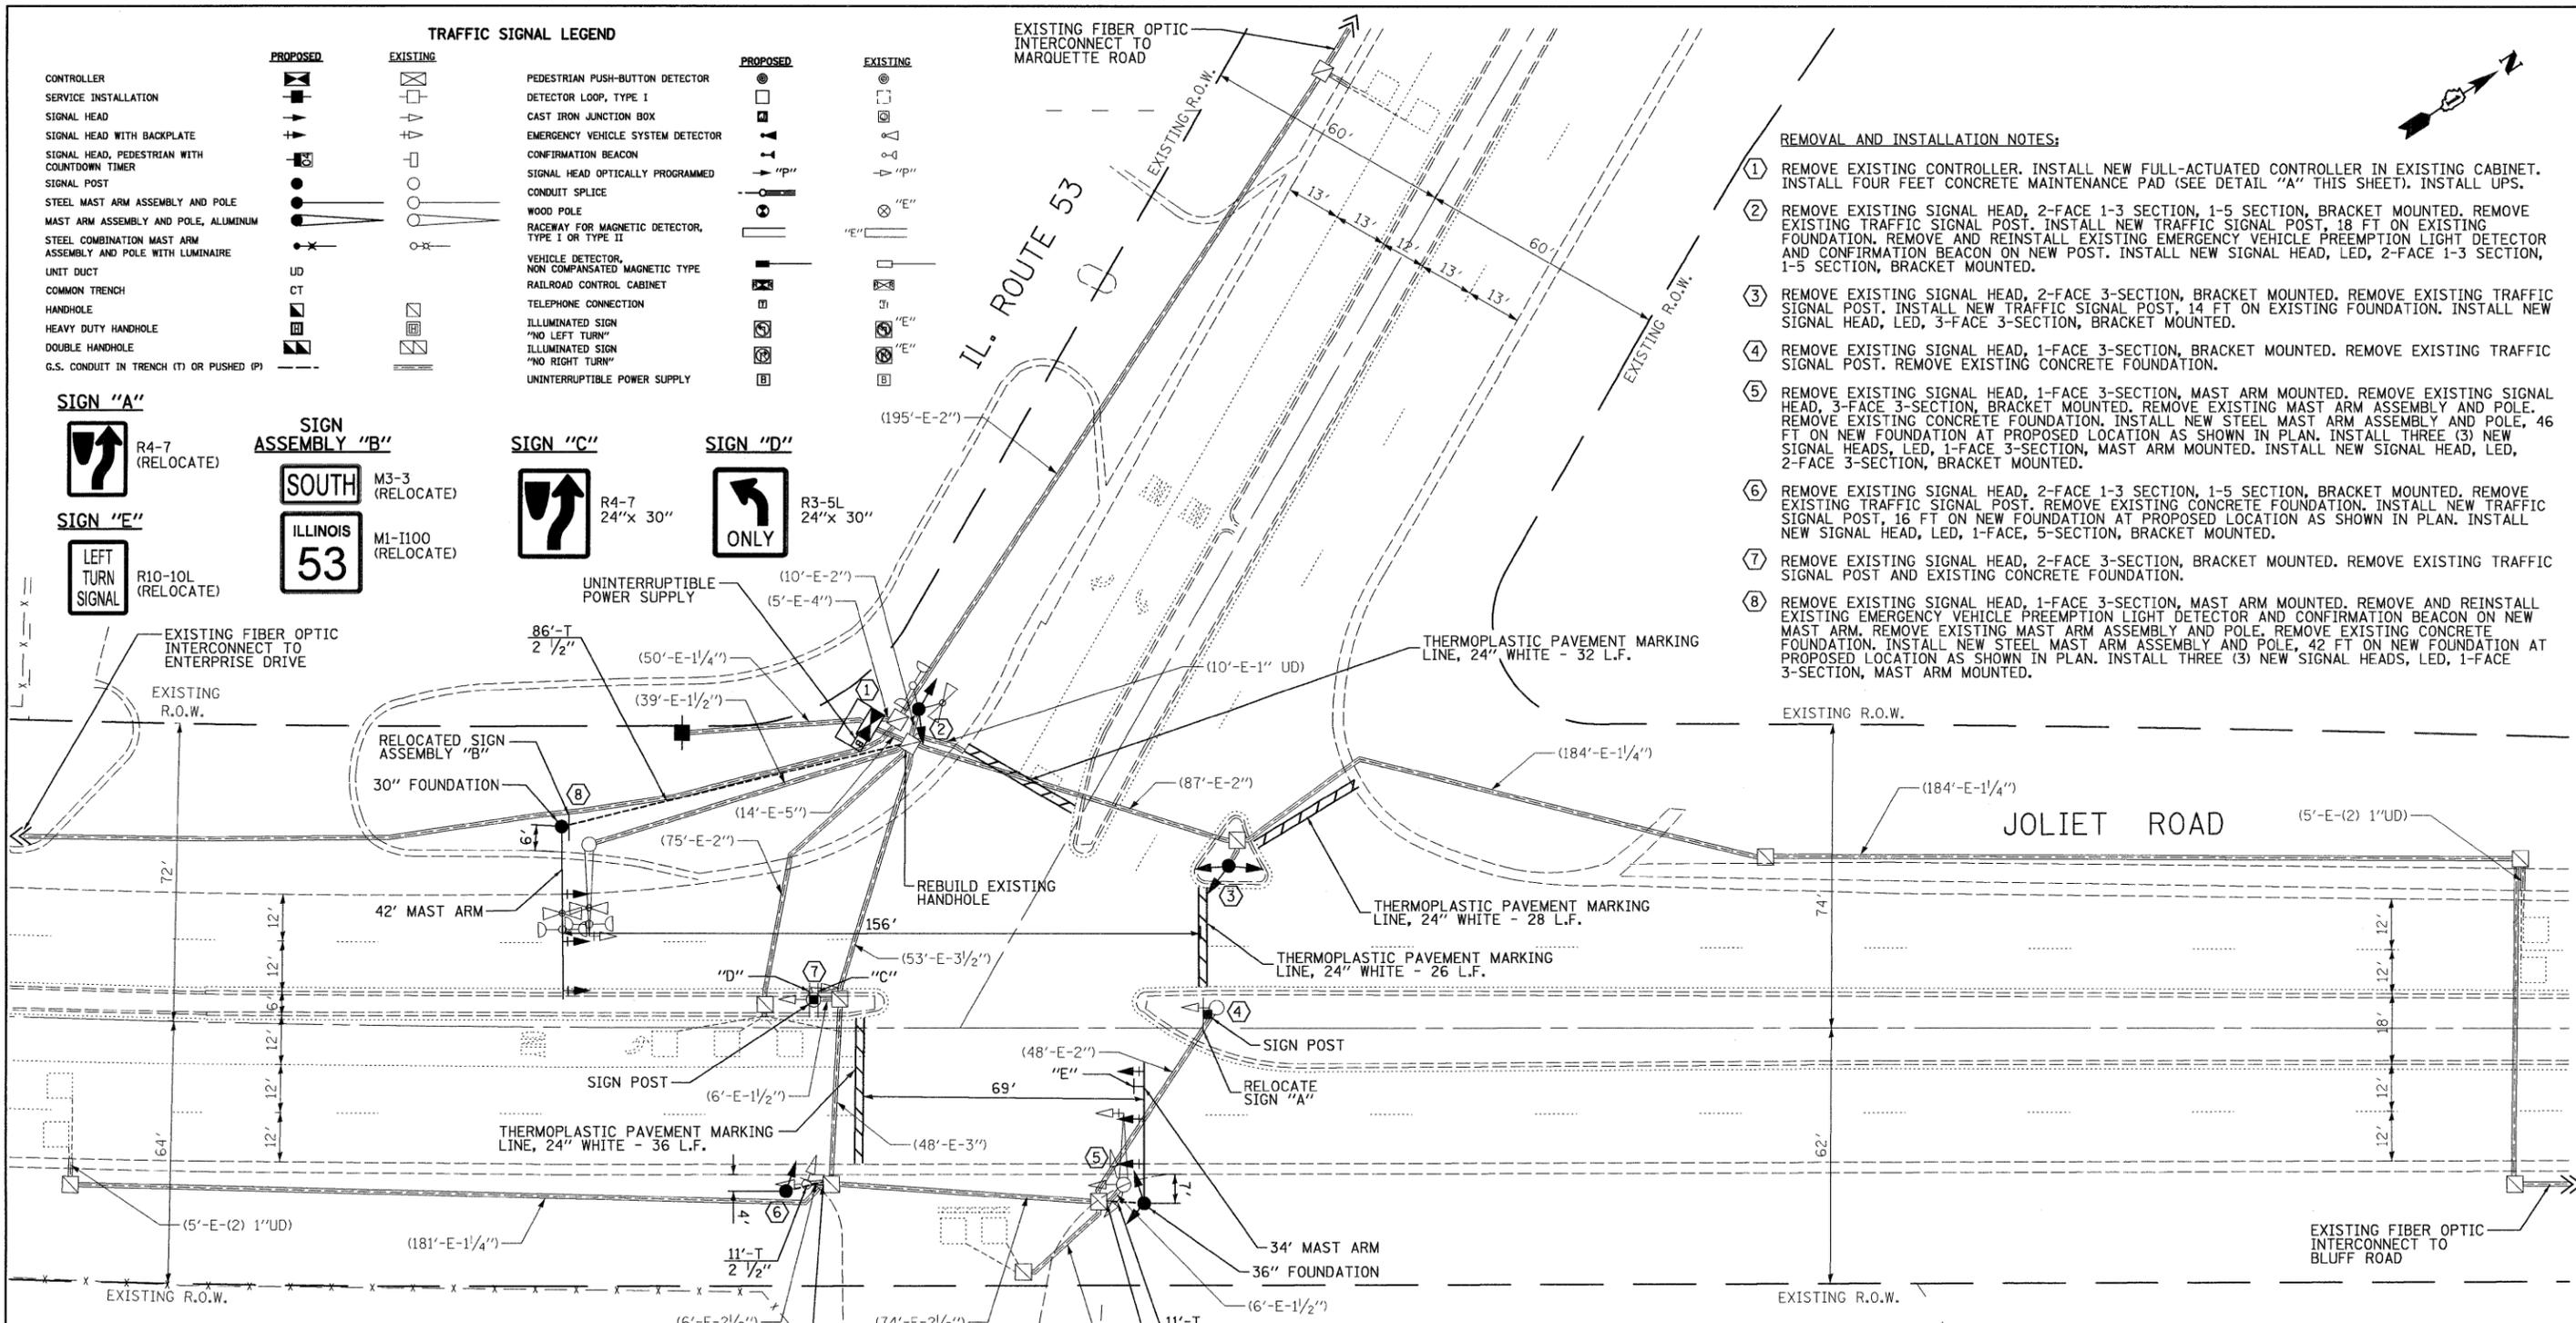 TRAFFIC SIGNAL LEGEND
PROPOSED
EXISTING
CONTROLLER
SERVICE INSTALLATION
SIGNAL HEAD
SIGNAL HEAD WITH BACKPLATE
SIGNAL HEAD, PEDESTRIAN WITH
COUNTDOWN TIMER
SIGNAL POST
STEEL MAST ARM ASSEMBLY AND POLE
MAST ARM ASSEMBLY AND POLE, ALUMINUM
STEEL COMBINATION MAST ARM
ASSEMBLY AND POLE WITH LUMINAIRE
UNIT DUCT
UD
COMMON TRENCH
CT
HANDHOLE
HEAVY DUTY HANDHOLE
H
H
DOUBLE HANDHOLE
G.S. CONDUIT IN TRENCH (T) OR PUSHED (P)
PROPOSED
EXISTING
PEDESTRIAN PUSH-BUTTON DETECTOR
DETECTOR LOOP, TYPE I
CAST IRON JUNCTION BOX
EMERGENCY VEHICLE SYSTEM DETECTOR
CONFIRMATION BEACON
SIGNAL HEAD OPTICALLY PROGRAMMED
"P"
"P"
CONDUIT SPLICE
WOOD POLE
"E"
RACEWAY FOR MAGNETIC DETECTOR,
TYPE I OR TYPE II
"E"
VEHICLE DETECTOR,
NON COMPANSATED MAGNETIC TYPE
RAILROAD CONTROL CABINET
TELEPHONE CONNECTION
T
T
ILLUMINATED SIGN
"NO LEFT TURN"
"E"
ILLUMINATED SIGN
"NO RIGHT TURN"
"E"
UNINTERRUPTIBLE POWER SUPPLY
B
B
SIGN "A"
R4-7
(RELOCATE)
SIGN
ASSEMBLY "B"
SOUTH
M3-3
(RELOCATE)
ILLINOIS
53
M1-I100
(RELOCATE)
SIGN "C"
R4-7
24"x 30"
SIGN "D"
ONLY
R3-5L
24"x 30"
SIGN "E"
LEFT
TURN
SIGNAL
R10-10L
(RELOCATE)
EXISTING FIBER OPTIC
INTERCONNECT TO
MARQUETTE ROAD
EXISTING R.O.W.
60'
60'
13'
13'
12'
13'
13'
EXISTING R.O.W.
IL. ROUTE 53
N
REMOVAL AND INSTALLATION NOTES:
1 REMOVE EXISTING CONTROLLER. INSTALL NEW FULL-ACTUATED CONTROLLER IN EXISTING CABINET.
INSTALL FOUR FEET CONCRETE MAINTENANCE PAD (SEE DETAIL "A" THIS SHEET). INSTALL UPS.
2 REMOVE EXISTING SIGNAL HEAD, 2-FACE 1-3 SECTION, 1-5 SECTION, BRACKET MOUNTED. REMOVE
EXISTING TRAFFIC SIGNAL POST. INSTALL NEW TRAFFIC SIGNAL POST, 18 FT ON EXISTING
FOUNDATION. REMOVE AND REINSTALL EXISTING EMERGENCY VEHICLE PREEMPTION LIGHT DETECTOR
AND CONFIRMATION BEACON ON NEW POST. INSTALL NEW SIGNAL HEAD, LED, 2-FACE 1-3 SECTION,
1-5 SECTION, BRACKET MOUNTED.
3 REMOVE EXISTING SIGNAL HEAD, 2-FACE 3-SECTION, BRACKET MOUNTED. REMOVE EXISTING TRAFFIC
SIGNAL POST. INSTALL NEW TRAFFIC SIGNAL POST, 14 FT ON EXISTING FOUNDATION. INSTALL NEW
SIGNAL HEAD, LED, 3-FACE 3-SECTION, BRACKET MOUNTED.
4 REMOVE EXISTING SIGNAL HEAD, 1-FACE 3-SECTION, BRACKET MOUNTED. REMOVE EXISTING TRAFFIC
SIGNAL POST. REMOVE EXISTING CONCRETE FOUNDATION.
5 REMOVE EXISTING SIGNAL HEAD, 1-FACE 3-SECTION, MAST ARM MOUNTED. REMOVE EXISTING SIGNAL
HEAD, 3-FACE 3-SECTION, BRACKET MOUNTED. REMOVE EXISTING MAST ARM ASSEMBLY AND POLE.
REMOVE EXISTING CONCRETE FOUNDATION. INSTALL NEW STEEL MAST ARM ASSEMBLY AND POLE, 46
FT ON NEW FOUNDATION AT PROPOSED LOCATION AS SHOWN IN PLAN. INSTALL THREE (3) NEW
SIGNAL HEADS, LED, 1-FACE 3-SECTION, MAST ARM MOUNTED. INSTALL NEW SIGNAL HEAD, LED,
2-FACE 3-SECTION, BRACKET MOUNTED.
6 REMOVE EXISTING SIGNAL HEAD, 2-FACE 1-3 SECTION, 1-5 SECTION, BRACKET MOUNTED. REMOVE
EXISTING TRAFFIC SIGNAL POST. REMOVE EXISTING CONCRETE FOUNDATION. INSTALL NEW TRAFFIC
SIGNAL POST, 16 FT ON NEW FOUNDATION AT PROPOSED LOCATION AS SHOWN IN PLAN. INSTALL
NEW SIGNAL HEAD, LED, 1-FACE, 5-SECTION, BRACKET MOUNTED.
7 REMOVE EXISTING SIGNAL HEAD, 2-FACE 3-SECTION, BRACKET MOUNTED. REMOVE EXISTING TRAFFIC
SIGNAL POST AND EXISTING CONCRETE FOUNDATION.
8 REMOVE EXISTING SIGNAL HEAD, 1-FACE 3-SECTION, MAST ARM MOUNTED. REMOVE AND REINSTALL
EXISTING EMERGENCY VEHICLE PREEMPTION LIGHT DETECTOR AND CONFIRMATION BEACON ON NEW
MAST ARM. REMOVE EXISTING MAST ARM ASSEMBLY AND POLE. REMOVE EXISTING CONCRETE
FOUNDATION. INSTALL NEW STEEL MAST ARM ASSEMBLY AND POLE, 42 FT ON NEW FOUNDATION AT
PROPOSED LOCATION AS SHOWN IN PLAN. INSTALL THREE (3) NEW SIGNAL HEADS, LED, 1-FACE
3-SECTION, MAST ARM MOUNTED.
(195'-E-2")
UNINTERRUPTIBLE
POWER SUPPLY
(10'-E-2")
(5'-E-4")
EXISTING FIBER OPTIC
INTERCONNECT TO
ENTERPRISE DRIVE
86'-T
2 1/2"
(50'-E-1 1/4")
(39'-E-1 1/2")
THERMOPLASTIC PAVEMENT MARKING
LINE, 24" WHITE - 32 L.F.
(10'-E-1" UD)
EXISTING
R.O.W.
1
2
B
EXISTING R.O.W.
RELOCATED SIGN
ASSEMBLY "B"
30" FOUNDATION
8
(184'-E-1 1/4")
(87'-E-2")
(184'-E-1 1/4")
(14'-E-5")
JOLIET ROAD
(5'-E-(2) 1"UD)
6'
(75'-E-2")
72'
REBUILD EXISTING
HANDHOLE
3
42' MAST ARM
THERMOPLASTIC PAVEMENT MARKING
LINE, 24" WHITE - 28 L.F.
74'
156'
12'
12'
6'
12'
12'
12'
(53'-E-3 1/2")
THERMOPLASTIC PAVEMENT MARKING
LINE, 24" WHITE - 26 L.F.
12'
12'
18'
12'
12'
"D"
7
"C"
4
SIGN POST
(48'-E-2")
"E"
SIGN POST
(6'-E-1 1/2")
69'
RELOCATE
SIGN "A"
THERMOPLASTIC PAVEMENT MARKING
LINE, 24" WHITE - 36 L.F.
(48'-E-3")
64'
62'
5
7'
6
4'
(5'-E-(2) 1"UD)
(181'-E-1 1/4")
11'-T
2 1/2"
34' MAST ARM
36" FOUNDATION
EXISTING FIBER OPTIC
INTERCONNECT TO
BLUFF ROAD
EXISTING R.O.W.
(6'-E-1 1/2")
EXISTING R.O.W.
(6'-E-2 1/2")
(74'-E-2 1/2")
11'-T